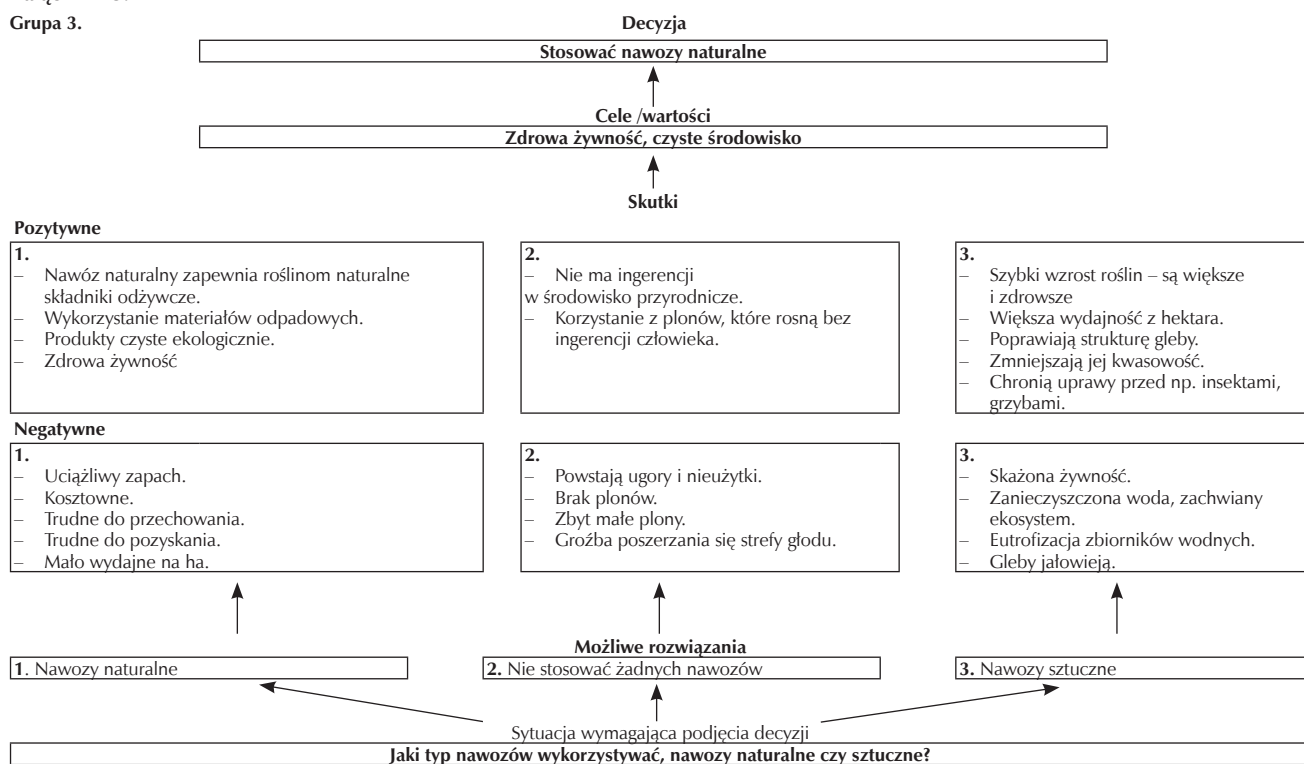 Grupa 3.
Decyzja
Stosować nawozy naturalne
Cele /wartości
Zdrowa żywność, czyste środowisko
Skutki
Pozytywne
1.
– Nawóz naturalny zapewnia roślinom naturalne
składniki odżywcze.
– Wykorzystanie materiałów odpadowych.
– Produkty czyste ekologicznie.
– Zdrowa żywność
2.
– Nie ma ingerencji
w środowisko przyrodnicze.
– Korzystanie z plonów, które rosną bez
ingerencji człowieka.
3.
– Szybki wzrost roślin – są większe
i zdrowsze
– Większa wydajność z hektara.
– Poprawiają strukturę gleby.
– Zmniejszają jej kwasowość.
– Chronią uprawy przed np. insektami,
grzybami.
Negatywne
1.
– Uciążliwy zapach.
– Kosztowne.
– Trudne do przechowania.
– Trudne do pozyskania.
– Mało wydajne na ha.
2.
– Powstają ugory i nieużytki.
– Brak plonów.
– Zbyt małe plony.
– Groźba poszerzania się strefy głodu.
3.
– Skażona żywność.
– Zanieczyszczona woda, zachwiany
ekosystem.
– Eutrofizacja zbiorników wodnych.
– Gleby jałowieją.
Możliwe rozwiązania
1. Nawozy naturalne
2. Nie stosować żadnych nawozów
3. Nawozy sztuczne
Sytuacja wymagająca podjęcia decyzji
Jaki typ nawozów wykorzystywać, nawozy naturalne czy sztuczne?